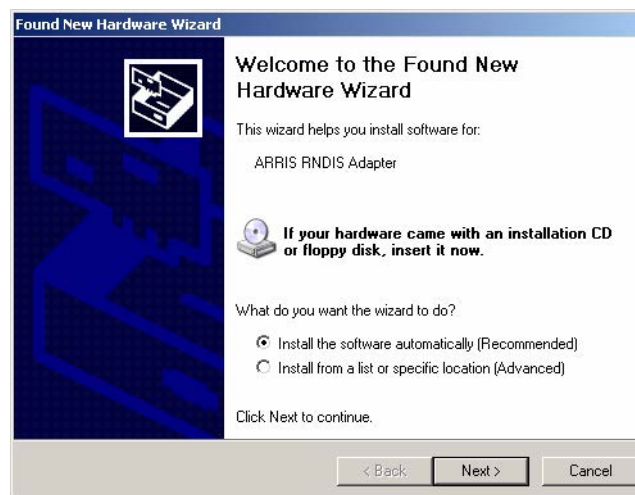 Found New Hardware Wizard
Welcome to the Found New
Hardware Wizard
This wizard helps you install software for:
ARRIS RNDIS Adapter
If your hardware came with an installation CD
or floppy disk, insert it now.
What do you want the wizard to do?
Install the software automatically (Recommended)
Install from a list or specific location (Advanced)
Click Next to continue.
< Back
Next >
Cancel